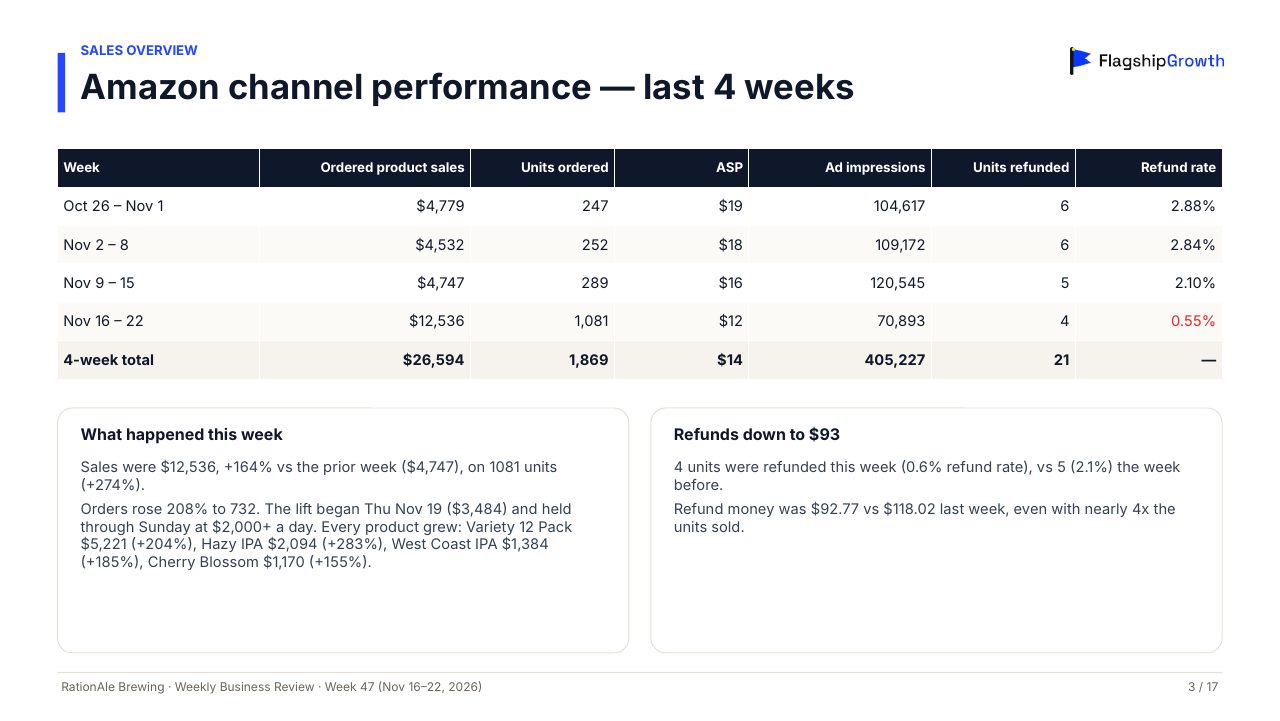 SALES OVERVIEW
Amazon channel performance — last 4 weeks
FlagshipGrowth
Week Ordered product sales Units ordered ASP Ad impressions Units refunded Refund rate
Oct 26 – Nov 1 $4,779 247 $19 104,617 6 2.88%
Nov 2 – 8 $4,532 252 $18 109,172 6 2.84%
Nov 9 – 15 $4,747 289 $16 120,545 5 2.10%
Nov 16 – 22 $12,536 1,081 $12 70,893 4 0.55%
4-week total $26,594 1,869 $14 405,227 21 —
What happened this week
Sales were $12,536, +164% vs the prior week ($4,747), on 1081 units
(+274%).
Orders rose 208% to 732. The lift began Thu Nov 19 ($3,484) and held
through Sunday at $2,000+ a day. Every product grew: Variety 12 Pack
$5,221 (+204%), Hazy IPA $2,094 (+283%), West Coast IPA $1,384
(+185%), Cherry Blossom $1,170 (+155%).
Refunds down to $93
4 units were refunded this week (0.6% refund rate), vs 5 (2.1%) the week
before.
Refund money was $92.77 vs $118.02 last week, even with nearly 4x the
units sold.
RationAle Brewing · Weekly Business Review · Week 47 (Nov 16–22, 2026)
3 / 17